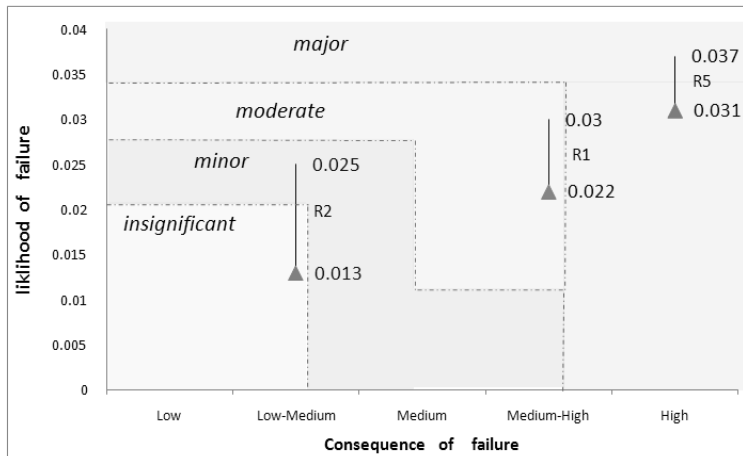 0.04
major
0.037
0.035
R5
0.031
moderate
0.03
0.03
0.025
minor
0.025
R1
0.022
0.02
R2
insignificant
0.015
0.013
0.01
0.005
0
liklihood of failure
Low
Low-Medium
Medium
Medium-High
High
Consequence of failure